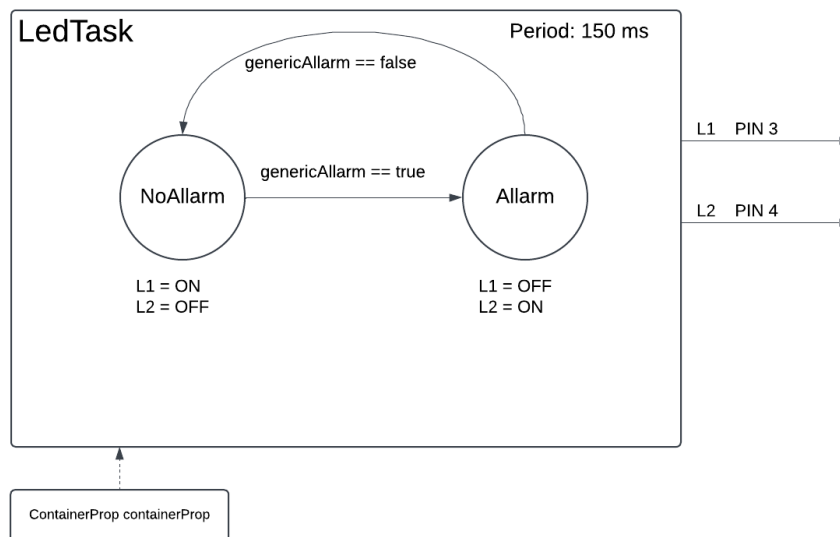 LedTask
Period: 150 ms
genericAllarm == false
genericAllarm == true
NoAllarm
Allarm
L1 = ON
L2 = OFF
L1 = OFF
L2 = ON
L1 PIN 3
L2 PIN 4
ContainerProp containerProp